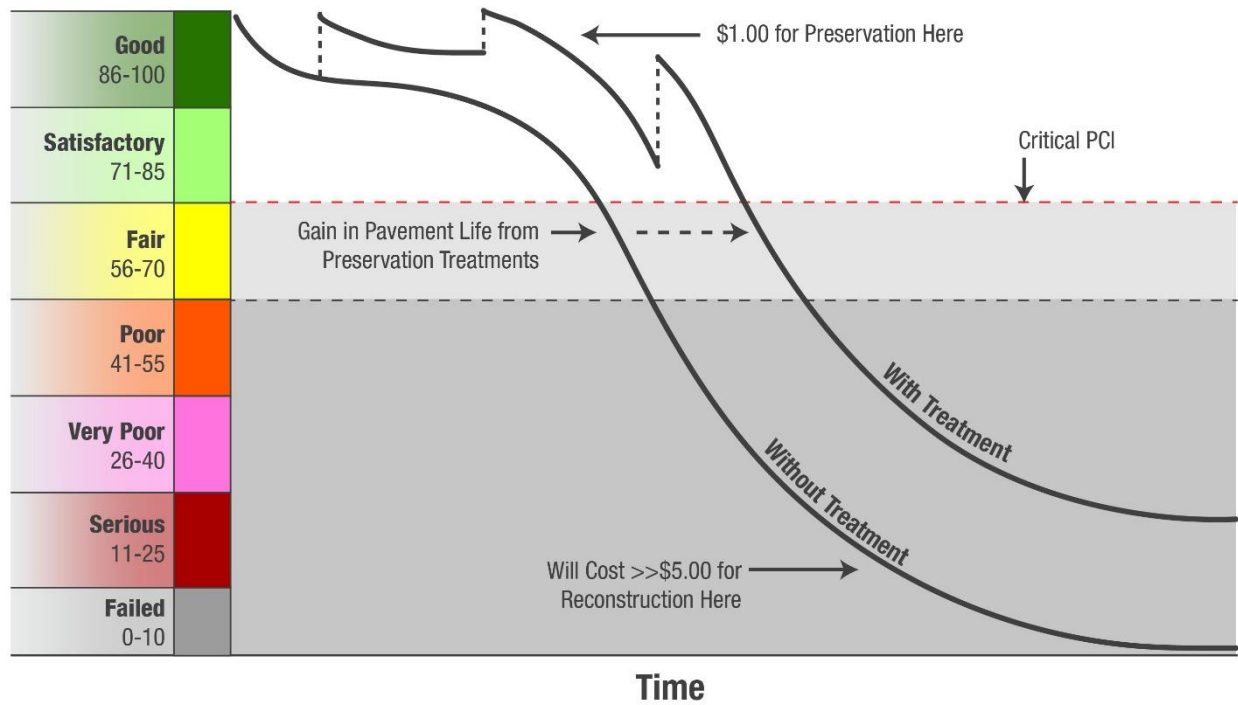 Good
86-100
Satisfactory
71-85
Fair
56-70
Poor
41-55
Very Poor
26-40
Serious
11-25
Failed
0-10
$1.00 for Preservation Here
Critical PCI
Gain in Pavement Life from
Preservation Treatments
With Treatment
Without Treatment
Will Cost >>$5.00 for
Reconstruction Here
Time